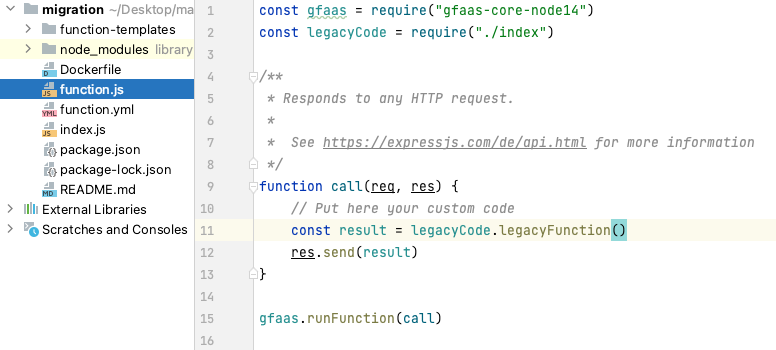 migration ~/Desktop/ma
function-templates
node_modules library
Dockerfile
function.js
function.yml
index.js
package.json
package-lock.json
README.md
External Libraries
Scratches and Consoles
1 const gfaas = require("gfaas-core-node14")
2 const legacyCode = require("./index")
3
4 /**
5 * Responds to any HTTP request.
6 *
7 * See https://expressjs.com/de/api.html for more information
8 */
9 function call(req, res) {
10 // Put here your custom code
11 const result = legacyCode.legacyFunction()
12 res.send(result)
13 }
14
15 gfaas.runFunction(call)
16